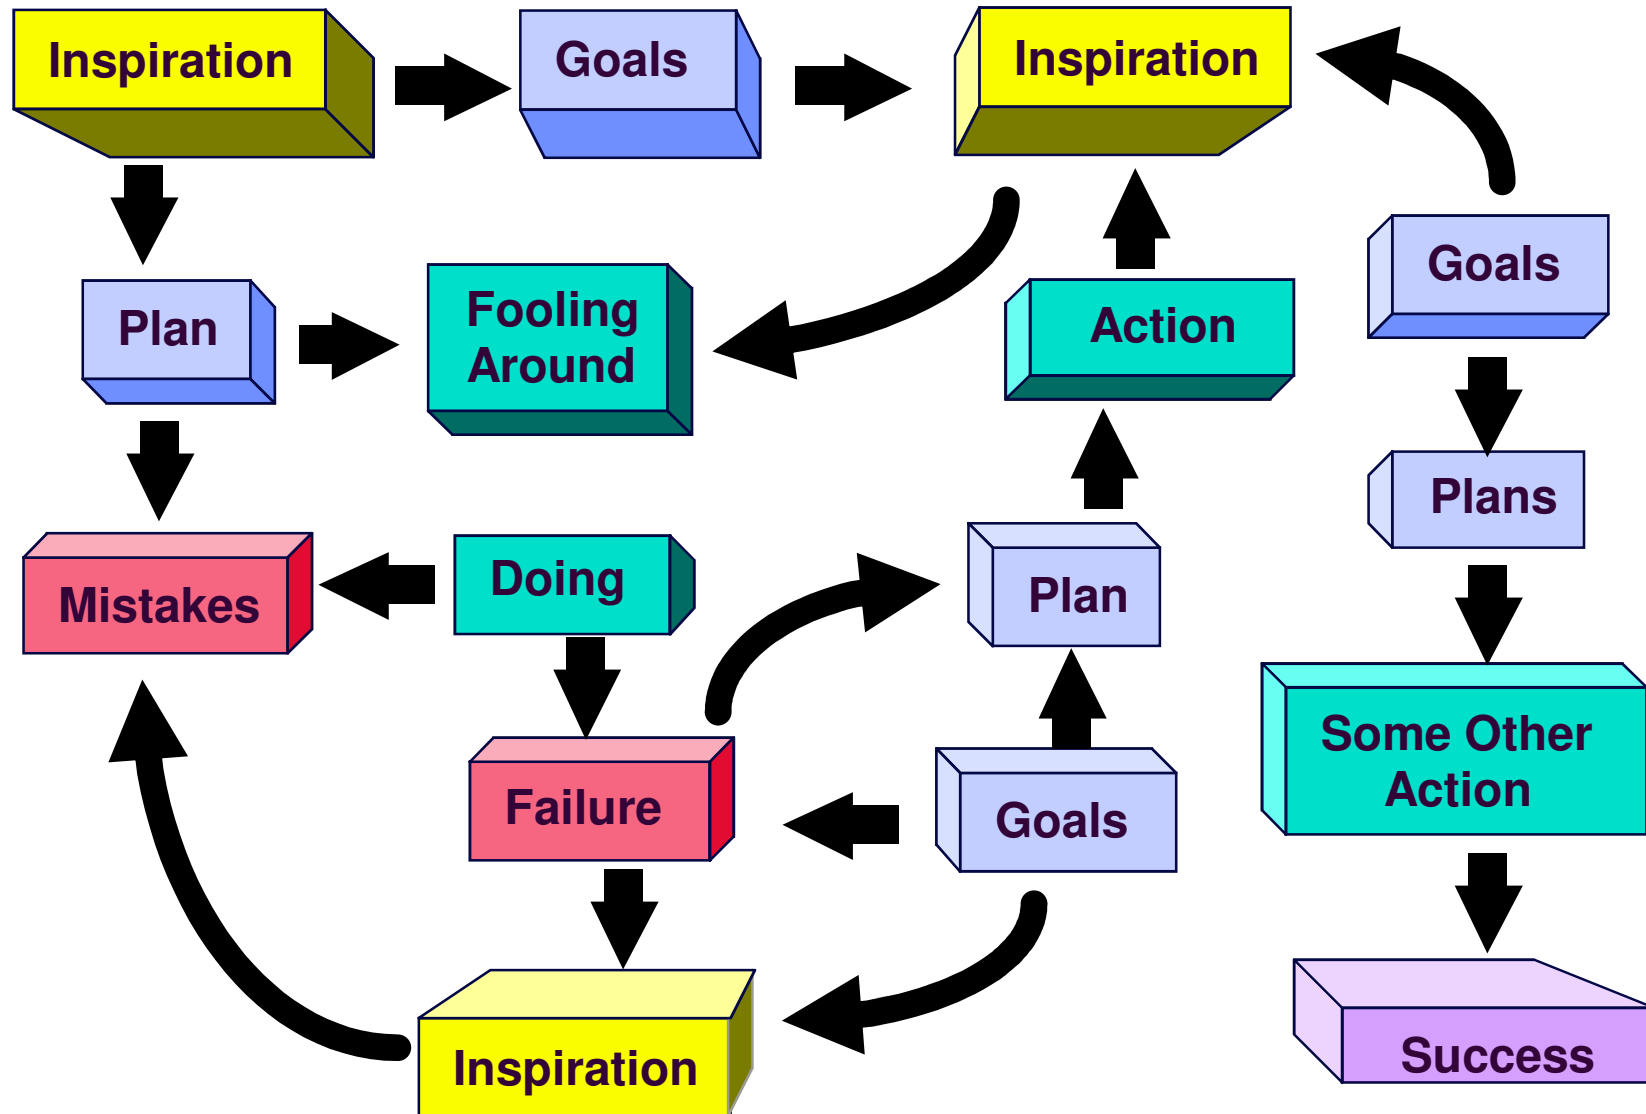 Inspiration
Goals
Inspiration
Goals
Plan
Fooling
Around
Action
Plans
Mistakes
Doing
Plan
Some Other
Action
Failure
Goals
Inspiration
Success